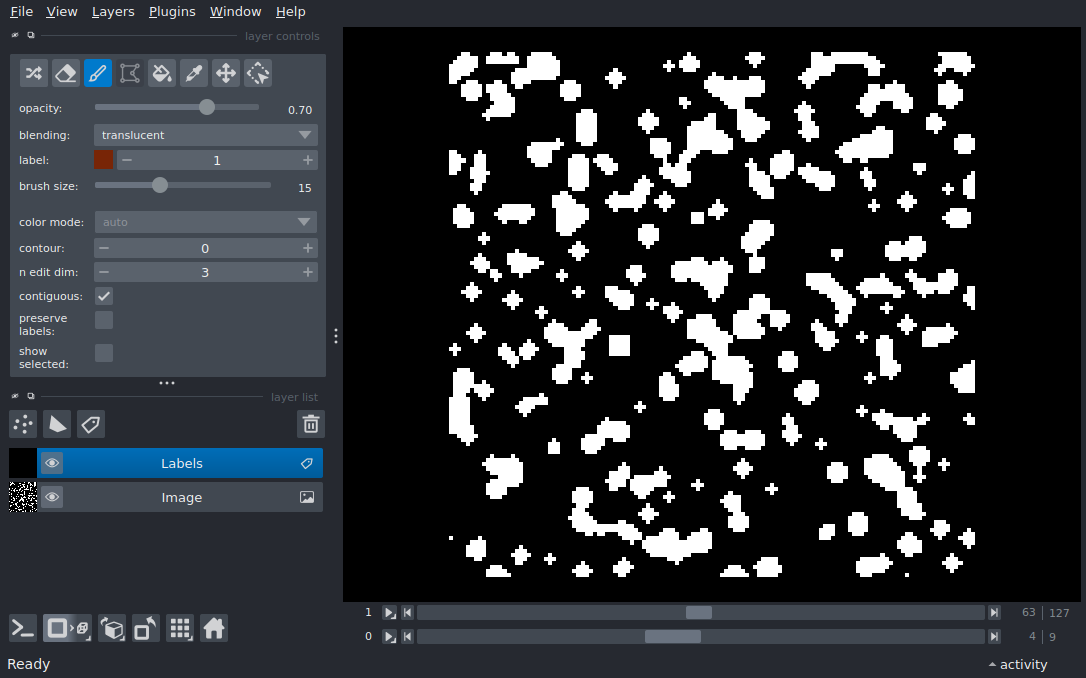 File View Layers Plugins Window Help
layer controls
opacity: 0.70
blending: translucent
label: 1
brush size: 15
color mode: auto
contour: 0
n edit dim: 3
contiguous:
preserve
labels:
show
selected:
layer list
Labels
Image
1 63 127
0 4 9
Ready activity